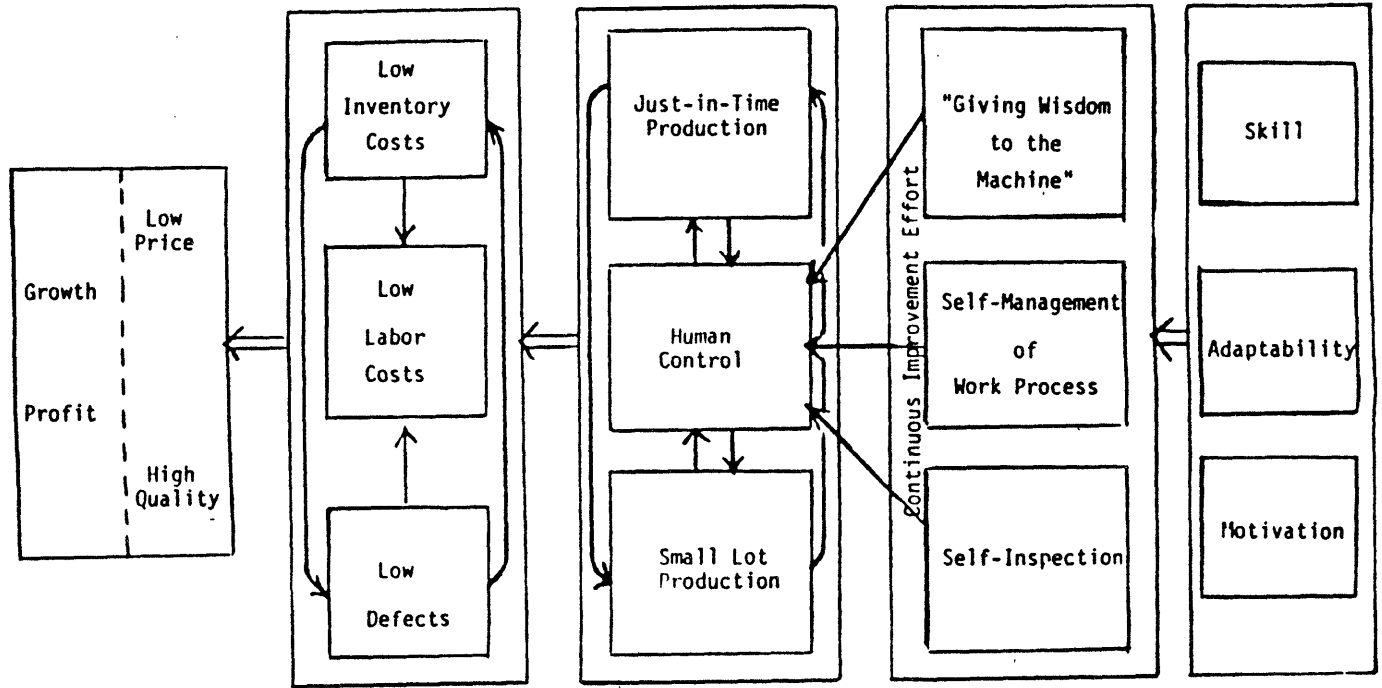 Growth
Profit
Low
Price
High
Quality
Low
Inventory
Costs
Low
Labor
Costs
Low
Defects
Just-in-Time
Production
Human
Control
Small Lot
Production
Continuous Improvement Effort
"Giving Wisdom
to the
Machine"
Self-Management
of
Work Process
Self-Inspection
Skill
Adaptability
Motivation